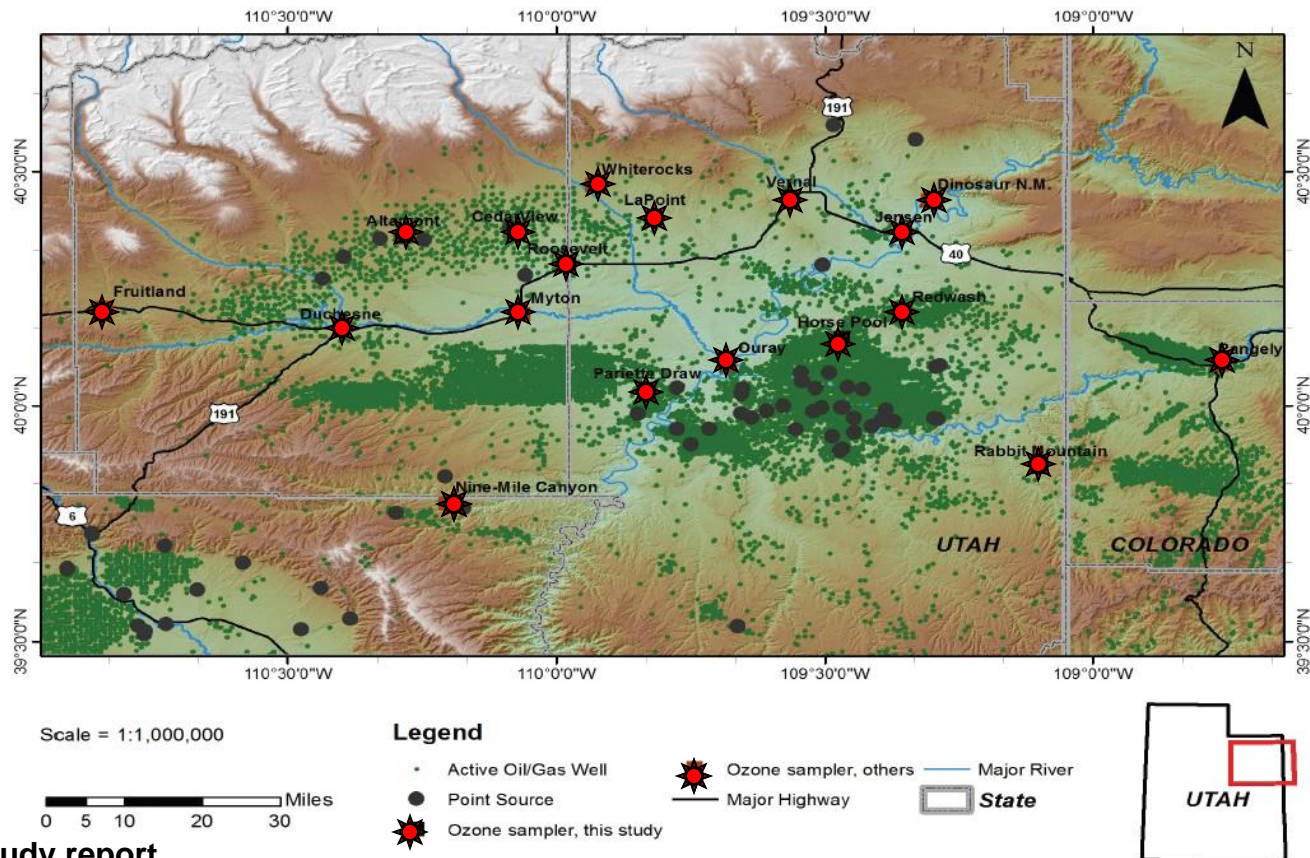 110°30'0"W 110°0'0"W 109°30'0"W 109°0'0"W
N
191
40°30'0"N 40°30'0"N
Whiterocks
Vernal Dinosaur N.M.
LaPoint
Altamont Cedarview Jensen
Roosevelt 40
Fruitland Myton Redwash
Duchesne Horse Pool
Ouray Rangely
Pariette Draw
40°0'0"N 40°0'0"N
191
Rabbit Mountain
Nine-Mile Canyon
6
UTAH COLORADO
39°30'0"N 39°30'0"N
110°30'0"W 110°0'0"W 109°30'0"W 109°0'0"W
Scale = 1:1,000,000
Miles
0 5 10 20 30
Legend
Active Oil/Gas Well
Point Source
Ozone sampler, this study
Ozone sampler, others
Major Highway
Major River
State
UTAH
udy report